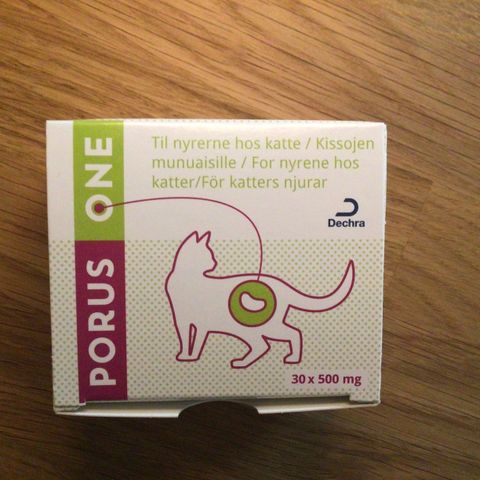 PORUS ONE
Til nyrerne hos katte / Kissojen
munuaisille / For nyrene hos
katter/För katters njurar
Dechra
30 x 500 mg